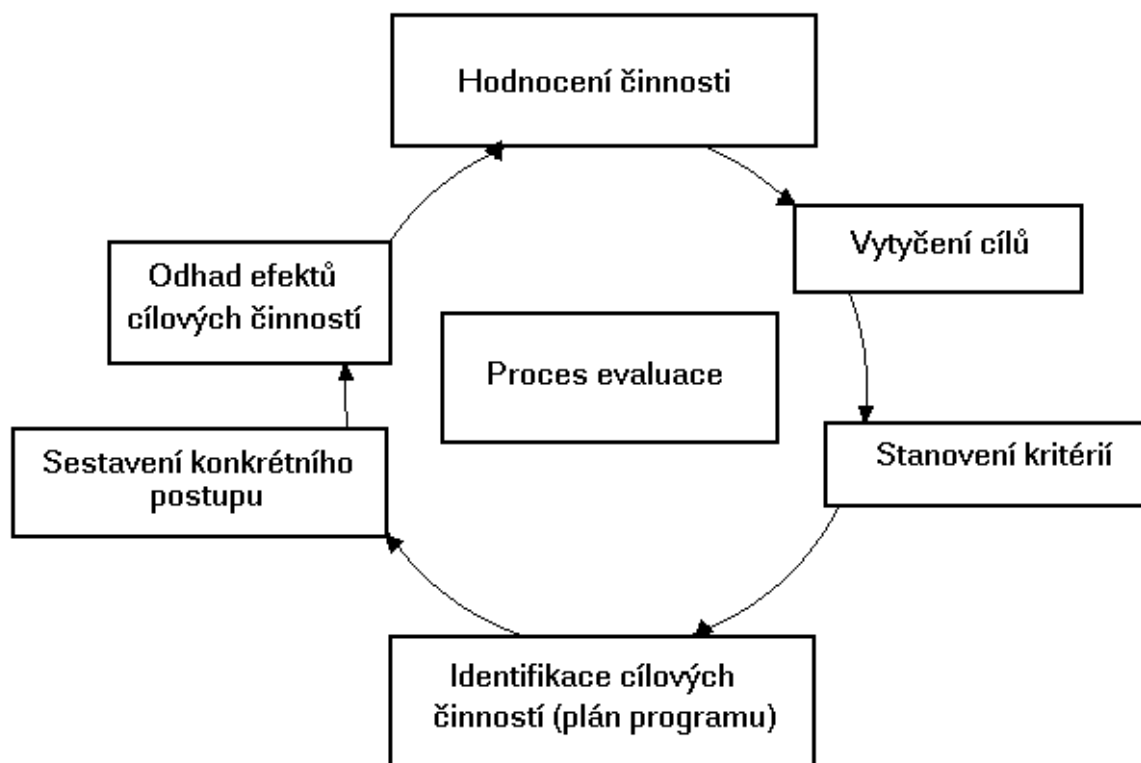 Hodnocení činnosti
Vytyčení cílů
Stanovení kritérií
Identifikace cílových
činností (plán programu)
Sestavení konkrétního
postupu
Odhad efektů
cílových činností
Proces evaluace